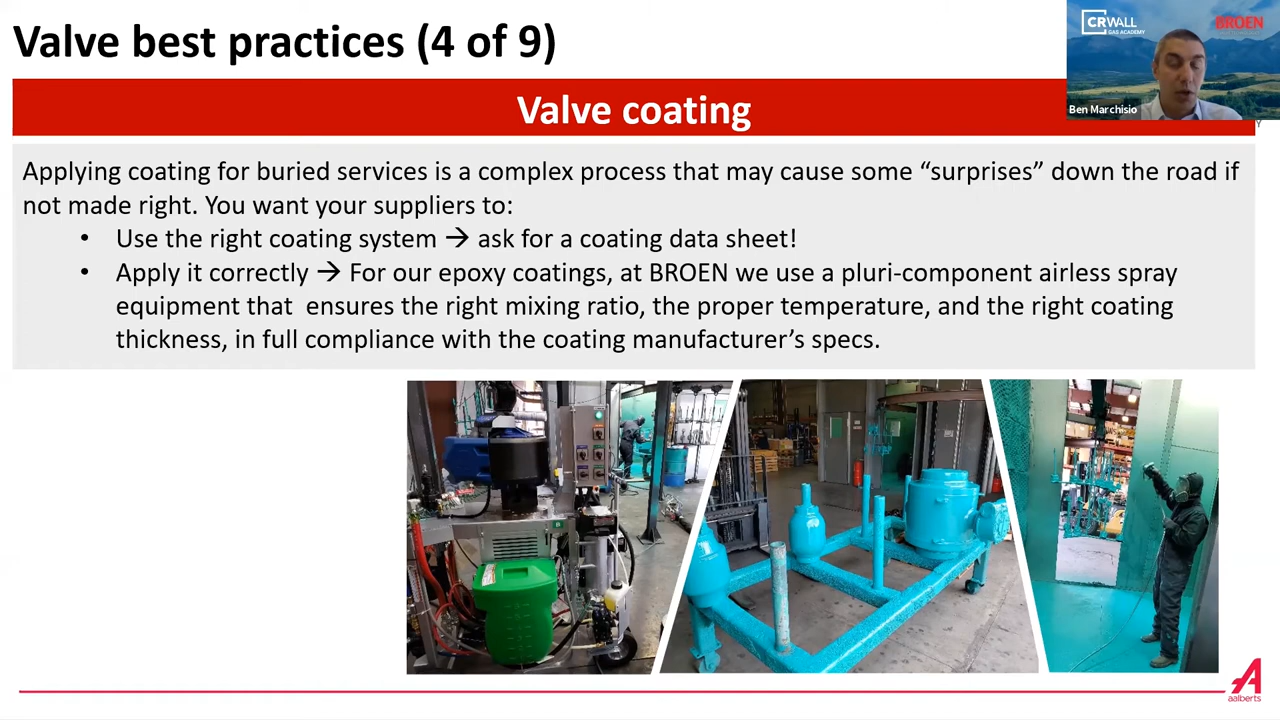 Valve best practices (4 of 9)
CRWALL
GAS ACADEMY
BROEN
Ben Marchisio
Valve coating
Applying coating for buried services is a complex process that may cause some “surprises” down the road if
not made right. You want your suppliers to:
• Use the right coating system → ask for a coating data sheet!
• Apply it correctly → For our epoxy coatings, at BROEN we use a pluri-component airless spray
equipment that ensures the right mixing ratio, the proper temperature, and the right coating
thickness, in full compliance with the coating manufacturer’s specs.
aalberts